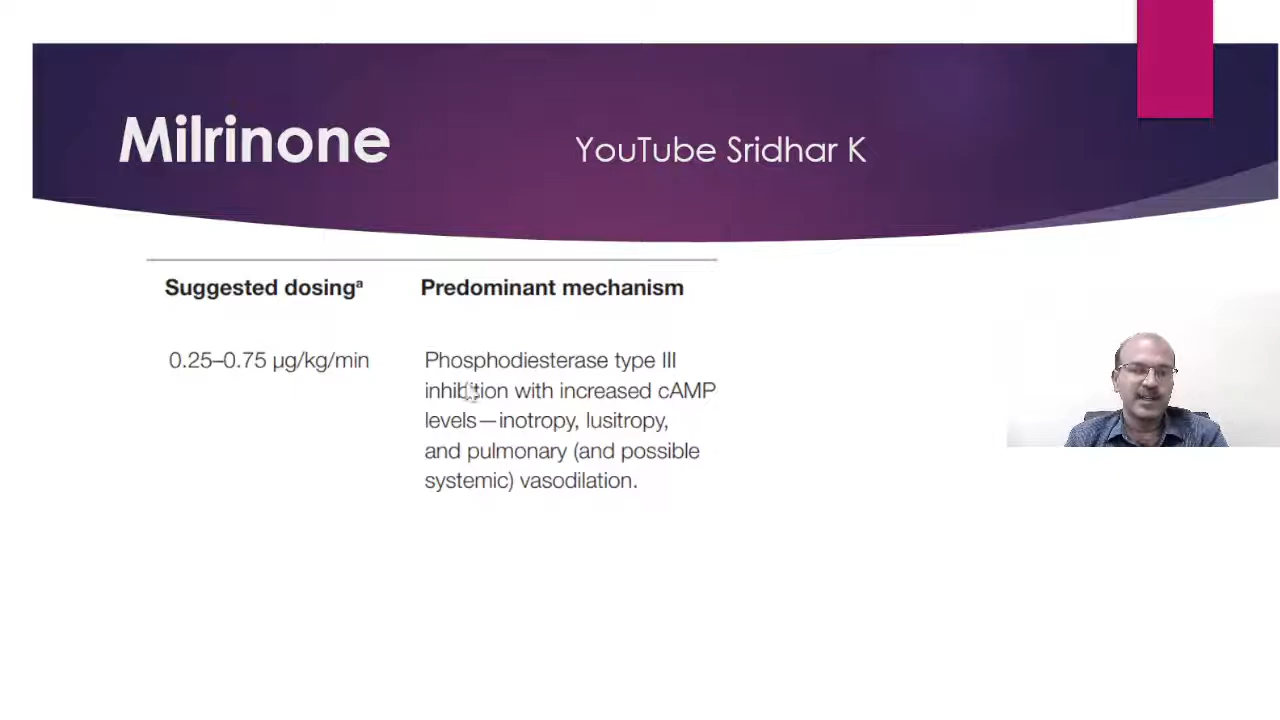 Milrinone
YouTube Sridhar K
Suggested dosingᵃ
Predominant mechanism
0.25–0.75 µg/kg/min
Phosphodiesterase type III
inhibition with increased cAMP
levels—inotropy, lusitropy,
and pulmonary (and possible
systemic) vasodilation.